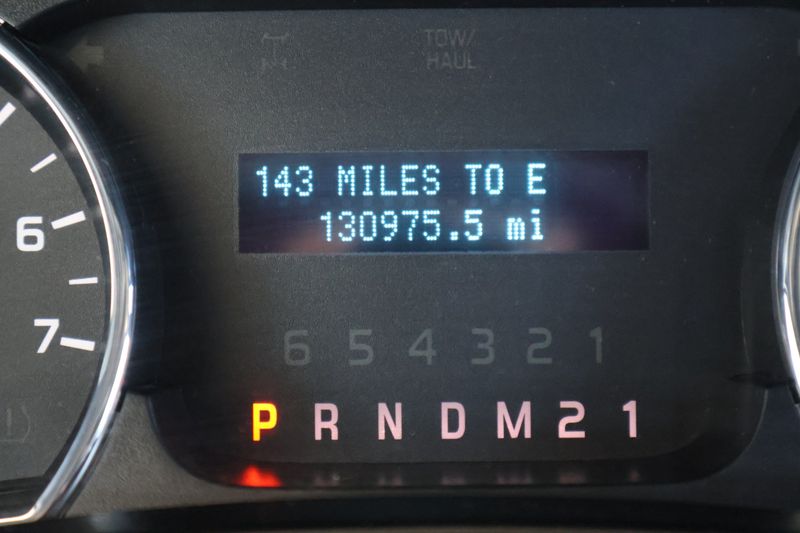 TOW/
HAUL
143 MILES TO E
130975.5 mi
6
7
6 5 4 3 2 1
P R N D M 2 1